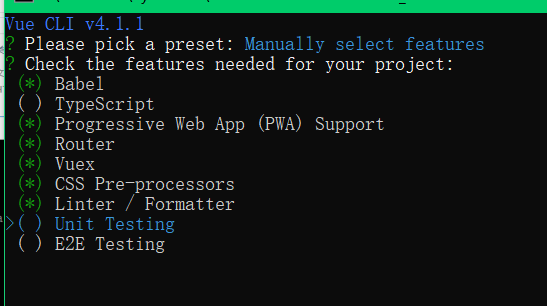 Vue CLI v4.1.1
? Please pick a preset: Manually select features
? Check the features needed for your project:
(*) Babel
( ) TypeScript
(*) Progressive Web App (PWA) Support
(*) Router
(*) Vuex
(*) CSS Pre-processors
(*) Linter / Formatter
>( ) Unit Testing
( ) E2E Testing